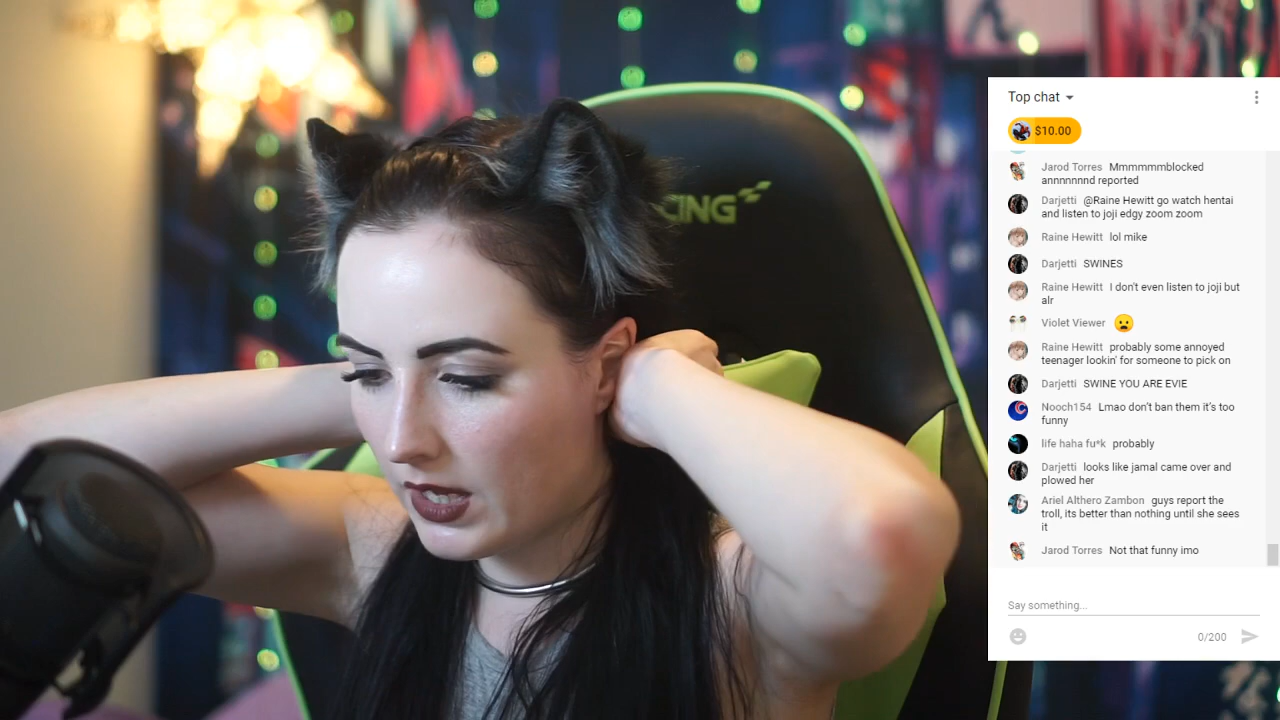 CING
Top chat
$10.00
Jarod Torres Mmmmmmblocked
annnnnnnd reported
Darjetti @Raine Hewitt go watch hentai
and listen to joji edgy zoom zoom
Raine Hewitt lol mike
Darjetti SWINES
Raine Hewitt I don't even listen to joji but
alr
Violet Viewer 😦
Raine Hewitt probably some annoyed
teenager lookin' for someone to pick on
Darjetti SWINE YOU ARE EVIE
Nooch154 Lmao don't ban them it's too
funny
life haha fu*k probably
Darjetti looks like jamal came over and
plowed her
Ariel Althero Zambon guys report the
troll, its better than nothing until she sees
it
Jarod Torres Not that funny imo
Say something...
0/200